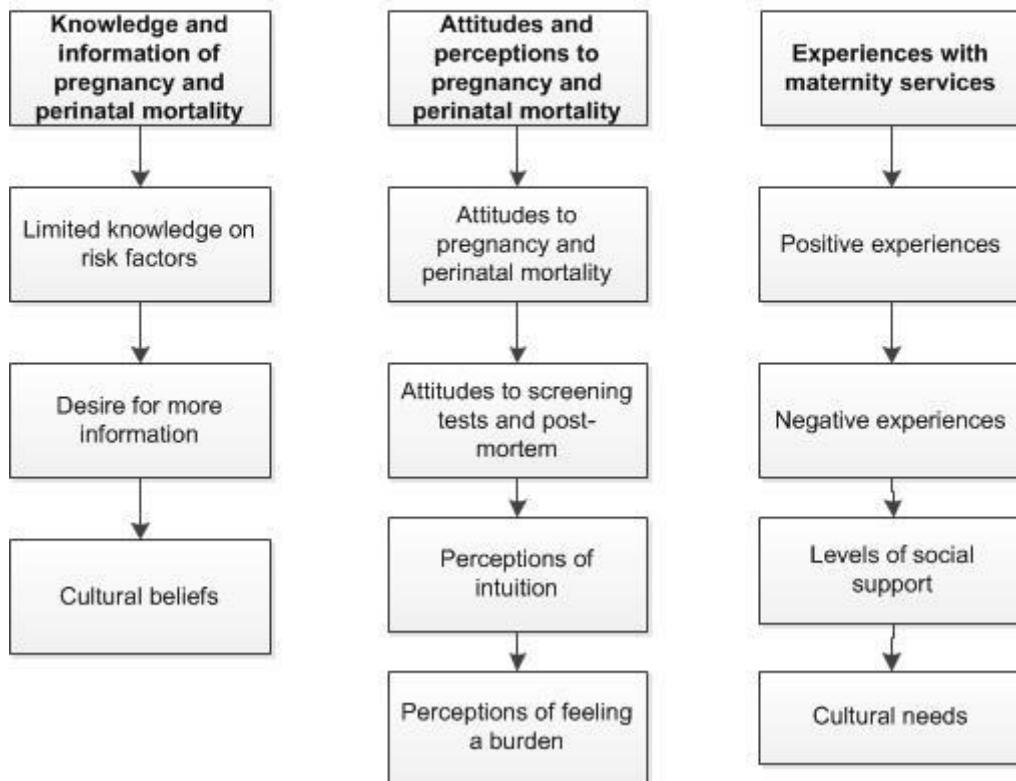 Knowledge and
information of
pregnancy and
perinatal mortality
Limited knowledge on
risk factors
Desire for more
information
Cultural beliefs
Attitudes and
perceptions to
pregnancy and
perinatal mortality
Attitudes to
pregnancy and
perinatal mortality
Attitudes to screening
tests and post-
mortem
Perceptions of
intuition
Perceptions of feeling
a burden
Experiences with
maternity services
Positive experiences
Negative experiences
Levels of social
support
Cultural needs